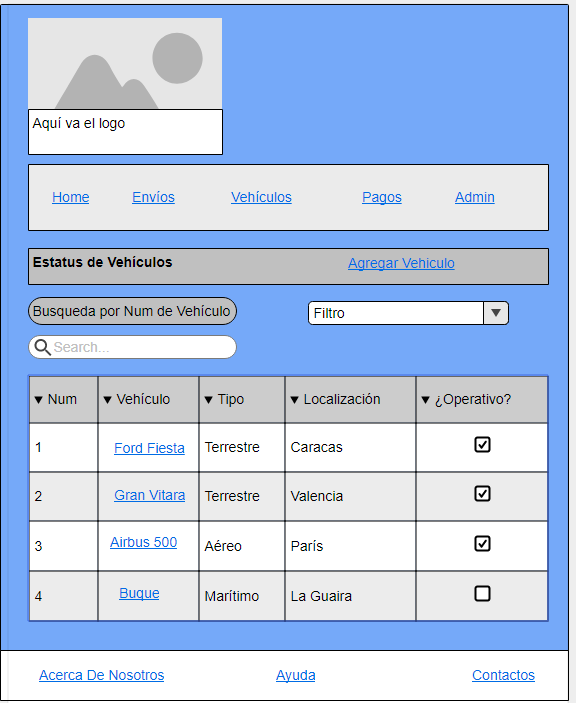 Aquí va el logo
Home Envíos Vehículos Pagos Admin
Estatus de Vehículos Agregar Vehiculo
Busqueda por Num de Vehículo Filtro
Search...
Num Vehículo Tipo Localización ¿Operativo?
1 Ford Fiesta Terrestre Caracas
2 Gran Vitara Terrestre Valencia
3 Airbus 500 Aéreo París
4 Buque Marítimo La Guaira
Acerca De Nosotros Ayuda Contactos